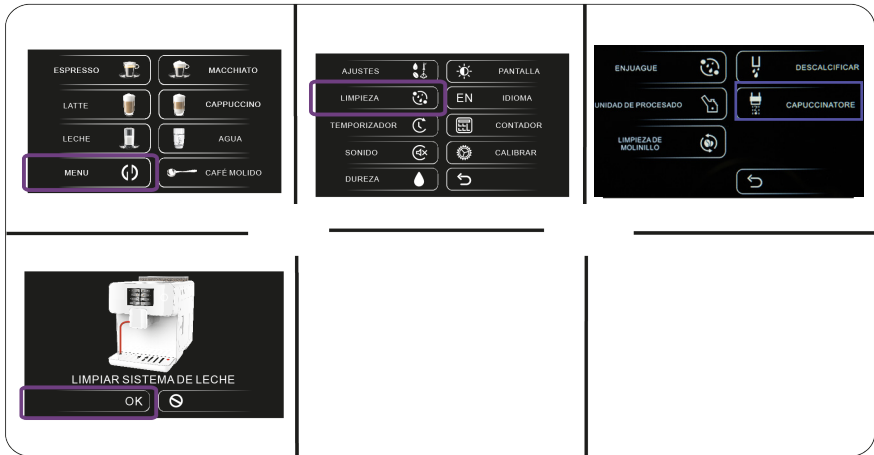 ESPRESSO
MACCHIATO
LATTE
CAPPUCCINO
LECHE
AGUA
MENU
CAFÉ MOLIDO
AJUSTES
PANTALLA
LIMPIEZA
EN
IDIOMA
TEMPORIZADOR
CONTADOR
SONIDO
CALIBRAR
DUREZA
ENJUAGUE
DESCALCIFICAR
UNIDAD DE PROCESADO
CAPUCCINATORE
LIMPIEZA DE
MOLINILLO
LIMPIAR SISTEMA DE LECHE
OK